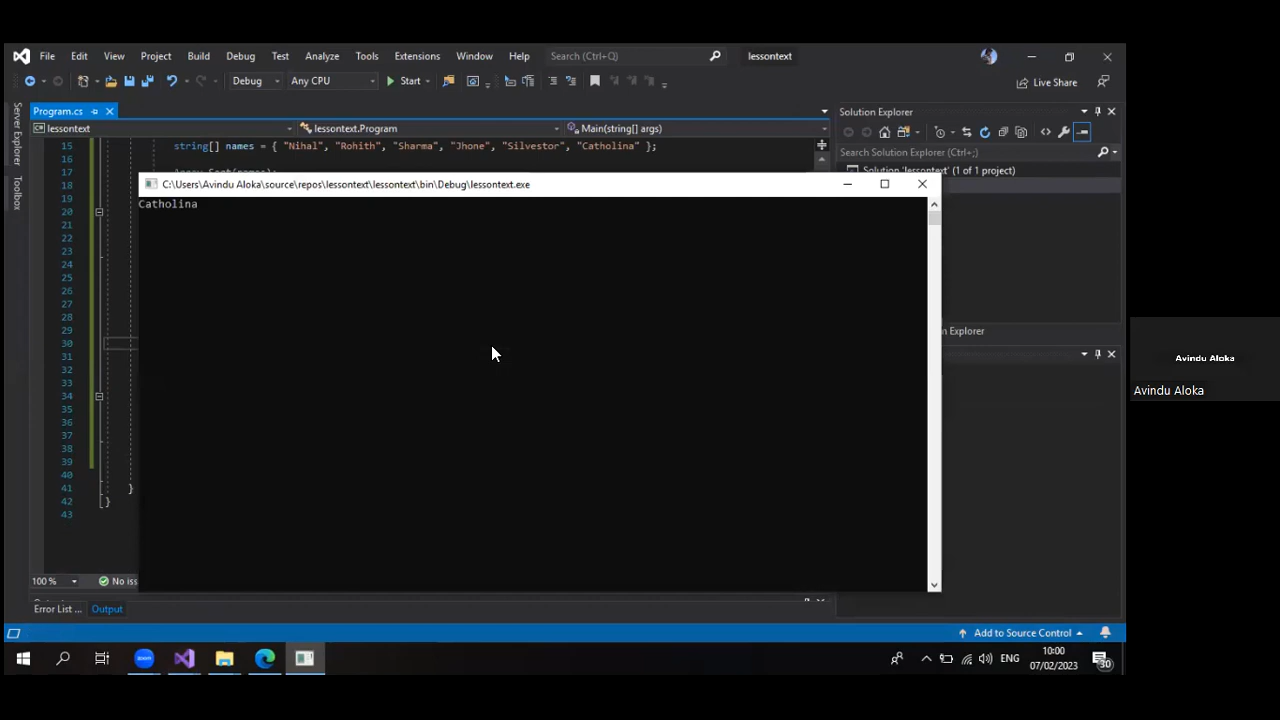 File Edit View Project Build Debug Test Analyze Tools Extensions Window Help Search (Ctrl+;) lessontext
Debug Any CPU Start Live Share
Program.cs
lessontext lessontext.Program Main(string[] args)
Server Explorer
Toolbox
15 string[] names = { "Nihal", "Rohith", "Sharma", "Jhone", "Silvestor", "Catholina" };
16
17
18
20
21
22
23
24
25
26
27
28
29
30
31
32
33
34
35
36
37
38
39
40
41 }
42 }
43
C:\Users\Avindu Aloka\source\repos\lessontext\lessontext\bin\Debug\lessontext.exe
Catholina
Solution Explorer
Search Solution Explorer (Ctrl+;)
Solution 'lessontext' (1 of 1 project)
Explorer
100 % No iss
Error List ... Output
Add to Source Control
zoom
ENG
10:00
07/02/2023
30
Avindu Aloka
Avindu Aloka